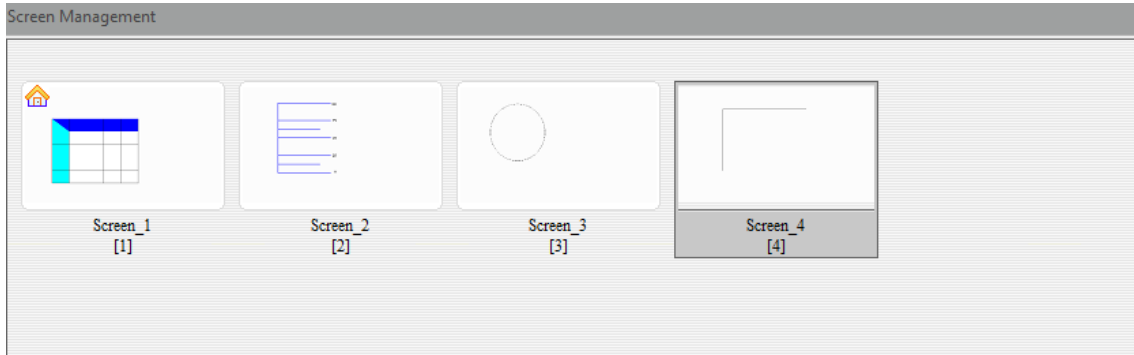 Screen Management
Screen_1
[1]
Screen_2
[2]
Screen_3
[3]
Screen_4
[4]